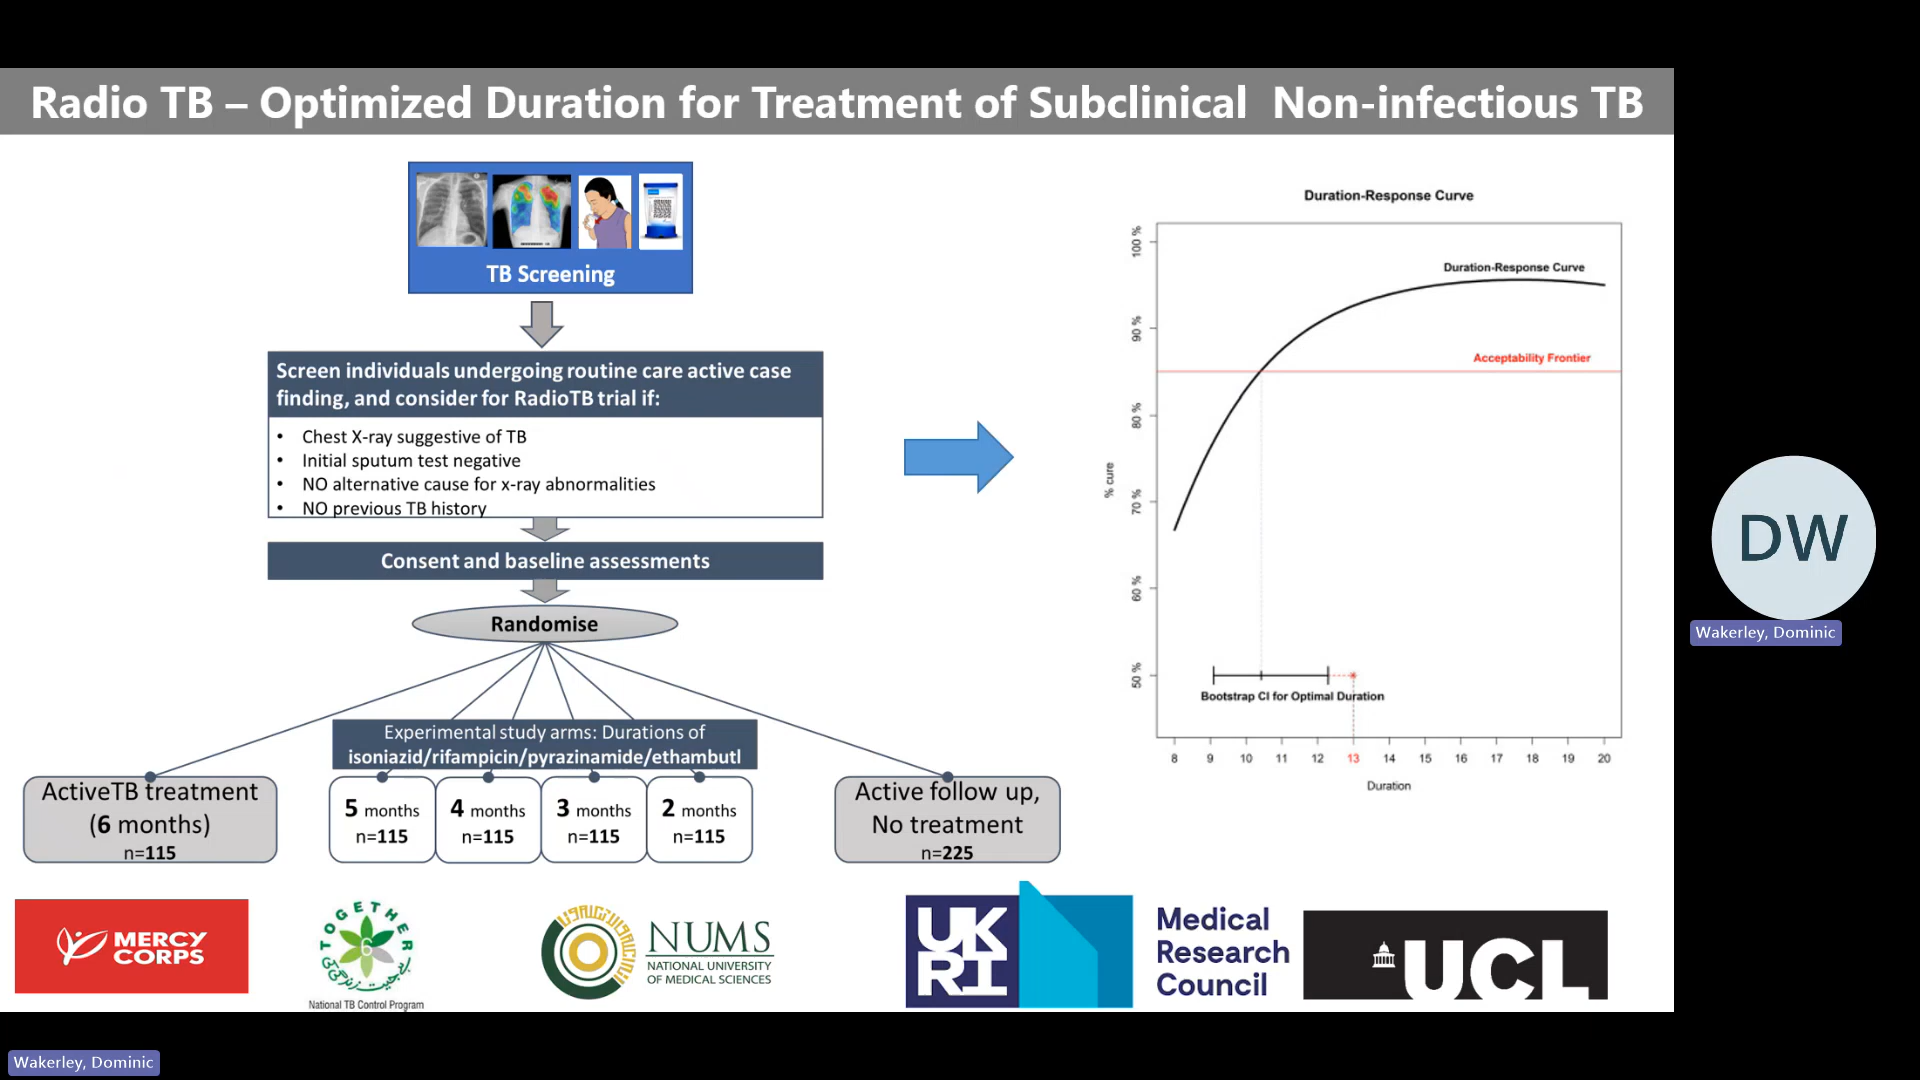 Radio TB – Optimized Duration for Treatment of Subclinical Non-infectious TB
TB Screening
Screen individuals undergoing routine care active case
finding, and consider for RadioTB trial if:
• Chest X-ray suggestive of TB
• Initial sputum test negative
• NO alternative cause for x-ray abnormalities
• NO previous TB history
Consent and baseline assessments
Randomise
Experimental study arms: Durations of
isoniazid/rifampicin/pyrazinamide/ethambutl
ActiveTB treatment
(6 months)
n=115
5 months
n=115
4 months
n=115
3 months
n=115
2 months
n=115
Active follow up,
No treatment
n=225
Duration-Response Curve
Duration-Response Curve
Acceptability Frontier
% cure
100 %
90 %
80 %
70 %
60 %
50 %
Bootstrap CI for Optimal Duration
8 9 10 11 12 13 14 15 16 17 18 19 20
Duration
MERCY
CORPS
TOGETHER
National TB Control Program
NUMS
NATIONAL UNIVERSITY
OF MEDICAL SCIENCES
UK
RI
Medical
Research
Council
UCL
DW
Wakerley, Dominic
Wakerley, Dominic